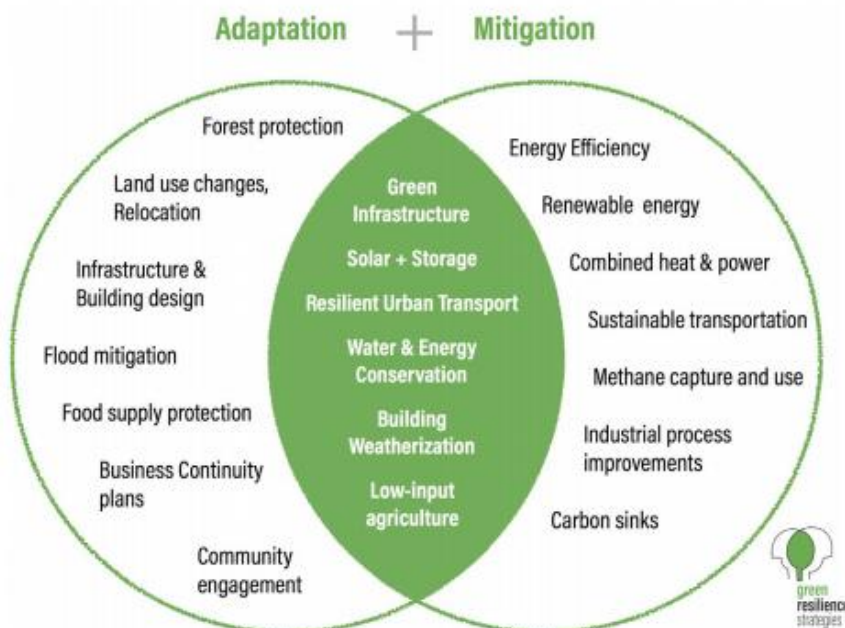 Adaptation + Mitigation
Forest protection
Land use changes,
Relocation
Infrastructure &
Building design
Flood mitigation
Food supply protection
Business Continuity
plans
Community
engagement
Green
Infrastructure
Solar + Storage
Resilient Urban Transport
Water & Energy
Conservation
Building
Weatherization
Low-input
agriculture
Energy Efficiency
Renewable energy
Combined heat & power
Sustainable transportation
Methane capture and use
Industrial process
improvements
Carbon sinks
green
resilience
strategies